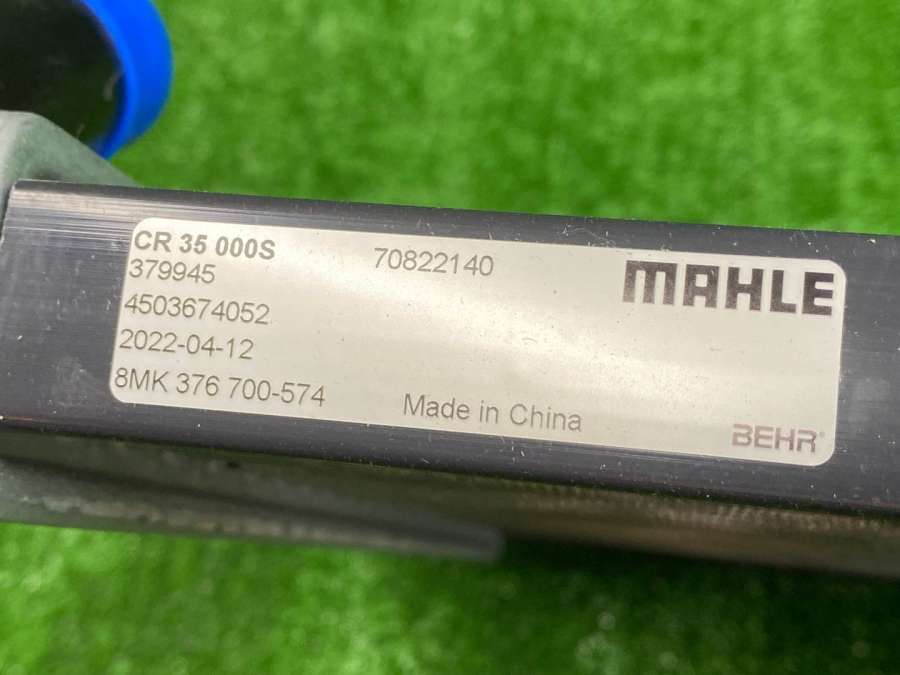 CR 35 000S
70822140
MAHLE
379945
4503674052
2022-04-12
8MK 376 700-574
Made in China
BEHR®